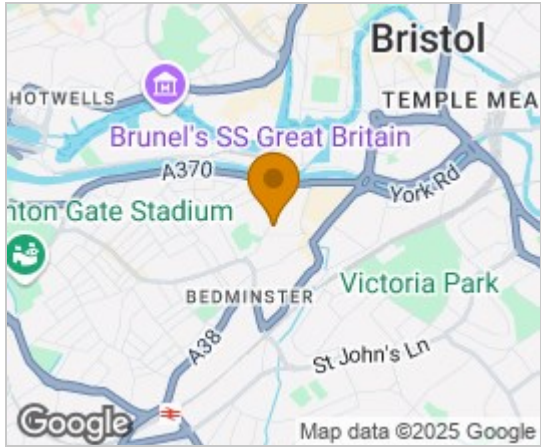 Bristol
HOTWELLS
TEMPLE MEA
Brunel's SS Great Britain
A370
York Rd
nton Gate Stadium
Victoria Park
BEDMINSTER
A38
St John's Ln
Google
Map data ©2025 Google